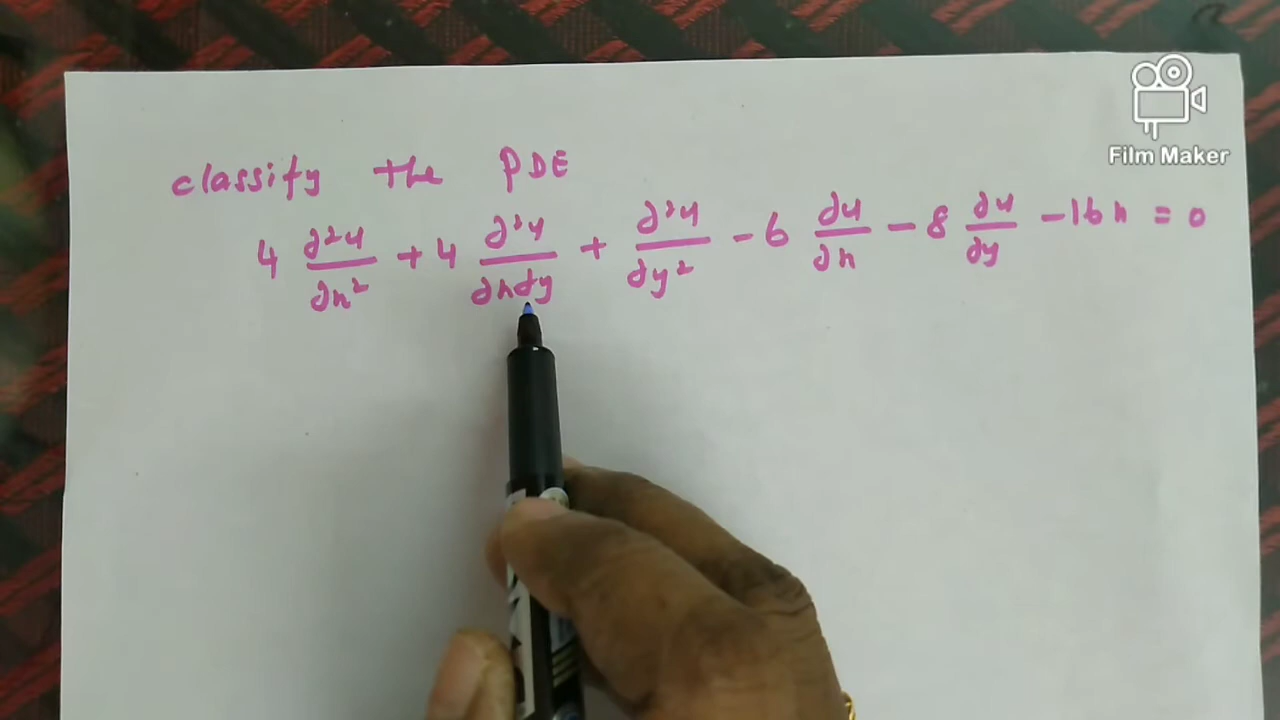 classify the PDE
4 ∂²u/∂x² + 4 ∂²u/∂x∂y + ∂²u/∂y² - 6 ∂u/∂x - 8 ∂u/∂y - 16x = 0
Film Maker